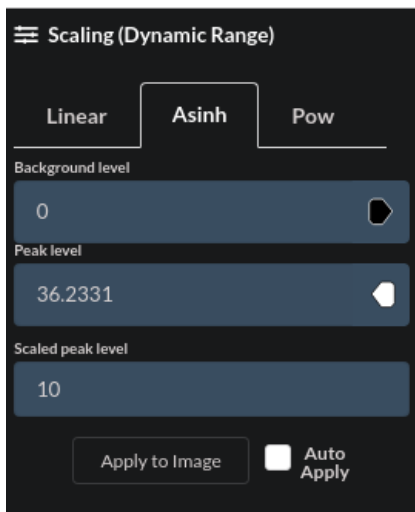 Scaling (Dynamic Range)
Linear Asinh Pow
Background level
0
Peak level
36.2331
Scaled peak level
10
Apply to Image
Auto
Apply